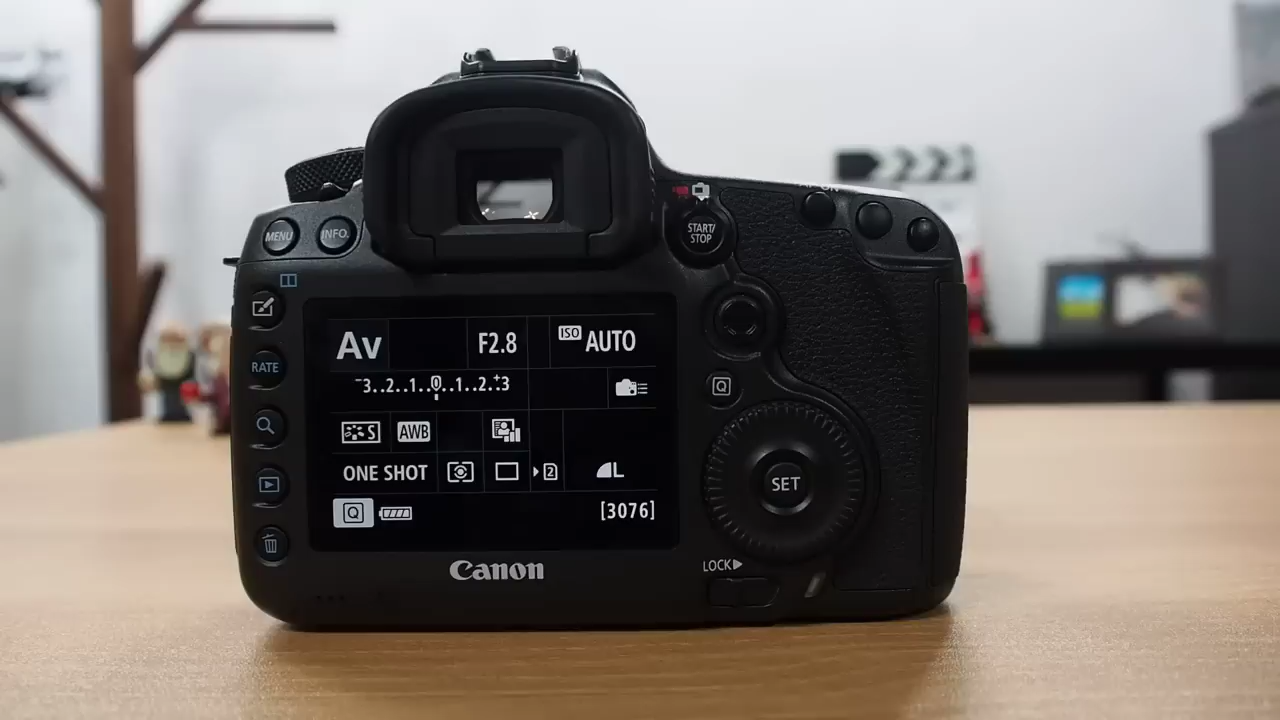 MENU
INFO.
START/
STOP
RATE
Av
F2.8
ISO AUTO
-3..2..1..0..1..2..+3
S
AWB
ONE SHOT
2
L
Q
[3076]
Q
SET
LOCK
Canon